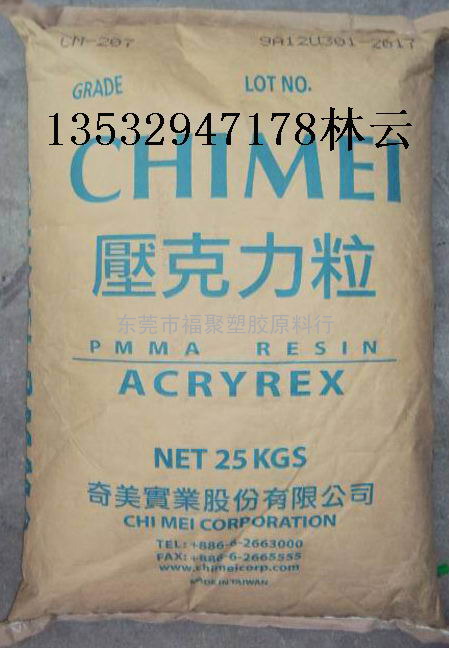 CM-207 9A12U301-2017
GRADE LOT NO.
13532947178林云
CHIMEI
壓克力粒
东莞市福聚塑胶原料行
PMMA RESIN
ACRYREX
NET 25 KGS
奇美實業股份有限公司
CHI MEI CORPORATION
TEL: +886-6-2663000
FAX: +886-6-2665555
www.chimeicorp.com
MADE IN TAIWAN